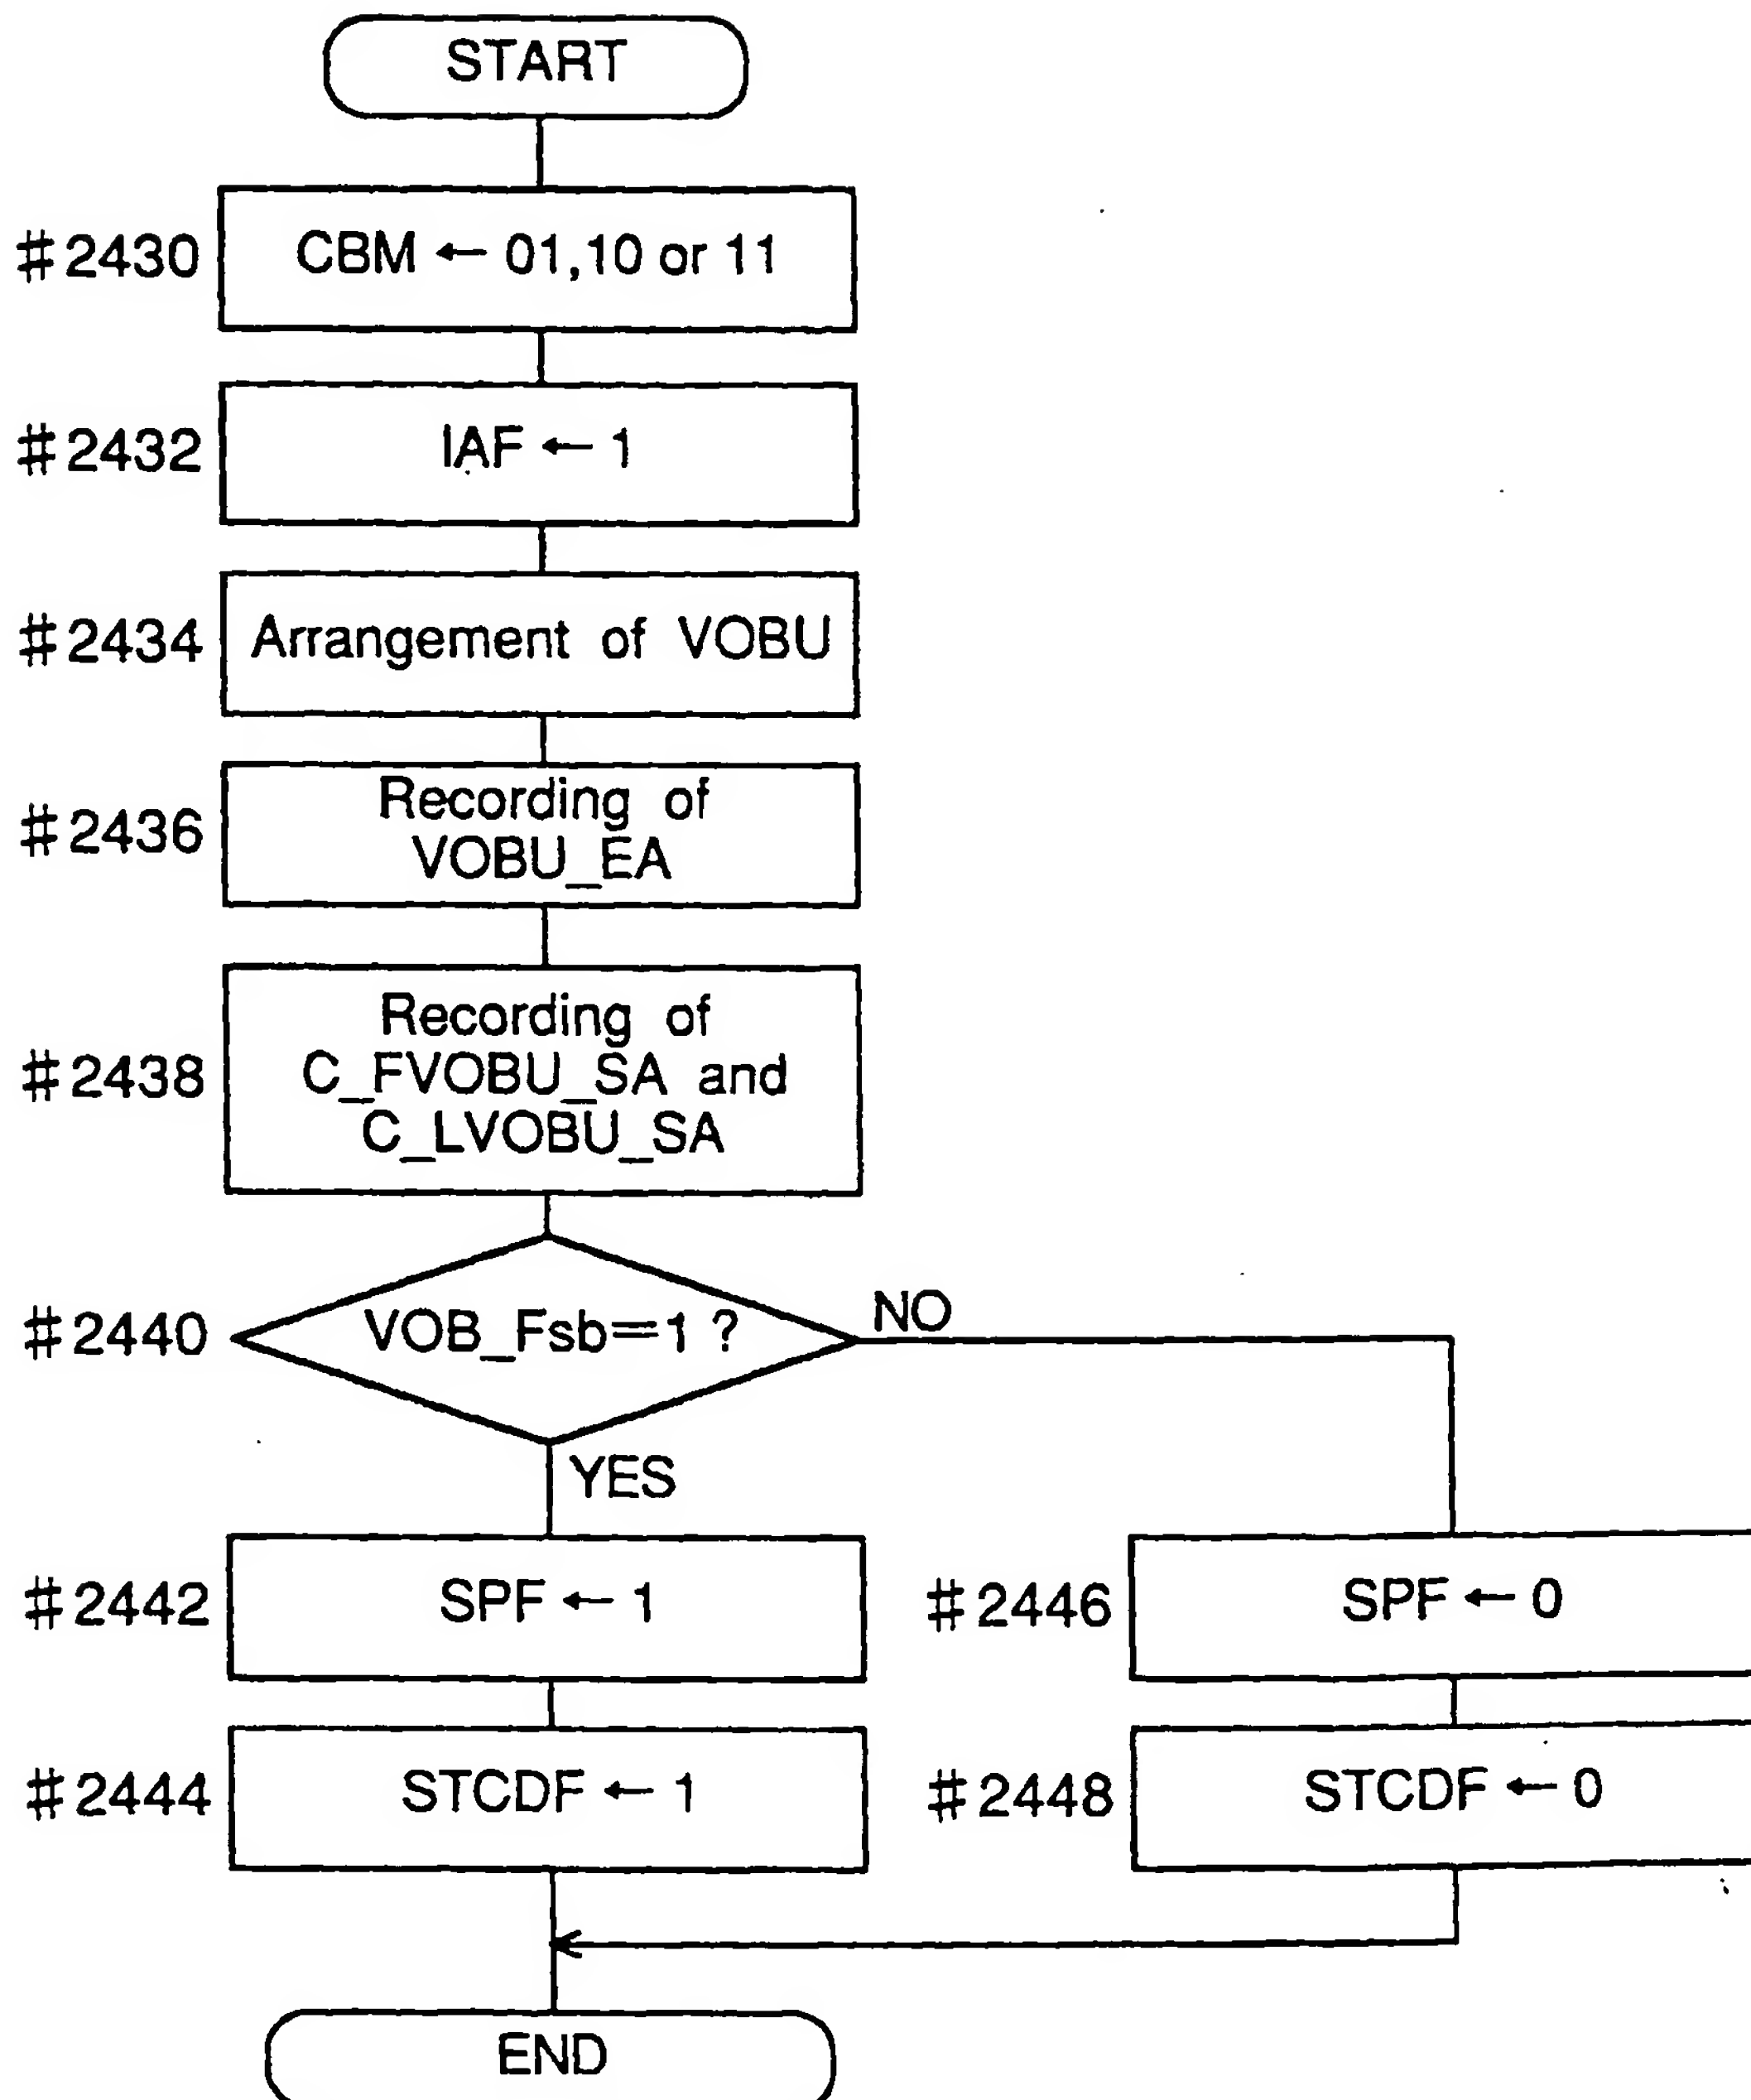 START
#2430
CBM ← 01,10 or 11
#2432
IAF ← 1
#2434
Arrangement of VOBU
#2436
Recording of
VOBU_EA
#2438
Recording of
C_FVOBU_SA and
C_LVOBU_SA
#2440
VOB_Fsb=1 ?
NO
YES
#2442
SPF ← 1
#2446
SPF ← 0
#2444
STCDF ← 1
#2448
STCDF ← 0
END